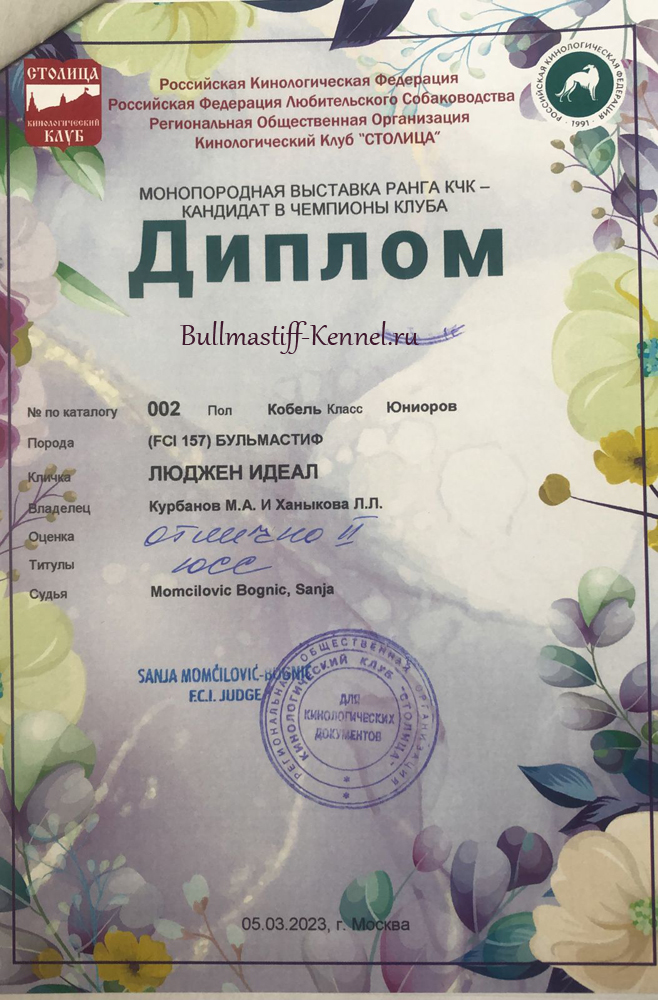 СТОЛИЦА
КИНОЛОГИЧЕСКИЙ
КЛУБ
РОССИЙСКАЯ КИНОЛОГИЧЕСКАЯ ФЕДЕРАЦИЯ
· 1991 ·
Российская Кинологическая Федерация
Российская Федерация Любительского Собаководства
Региональная Общественная Организация
Кинологический Клуб "СТОЛИЦА"
МОНОПОРОДНАЯ ВЫСТАВКА РАНГА КЧК –
КАНДИДАТ В ЧЕМПИОНЫ КЛУБА
Диплом
Bullmastiff-Kennel.ru
№ по каталогу 002 Пол Кобель Класс Юниоров
Порода (FCI 157) БУЛЬМАСТИФ
Кличка ЛЮДЖЕН ИДЕАЛ
Владелец Курбанов М.А. И Ханыкова Л.Л.
Оценка отлично II
Титулы юСС
Судья Momcilovic Bognic, Sanja
SANJA MOMČILOVIĆ-BOGNIĆ
F.C.I. JUDGE
РЕГИОНАЛЬНАЯ ОБЩЕСТВЕННАЯ ОРГАНИЗАЦИЯ
КИНОЛОГИЧЕСКИЙ КЛУБ "СТОЛИЦА"
ДЛЯ
КИНОЛОГИЧЕСКИХ
ДОКУМЕНТОВ
05.03.2023, г. Москва